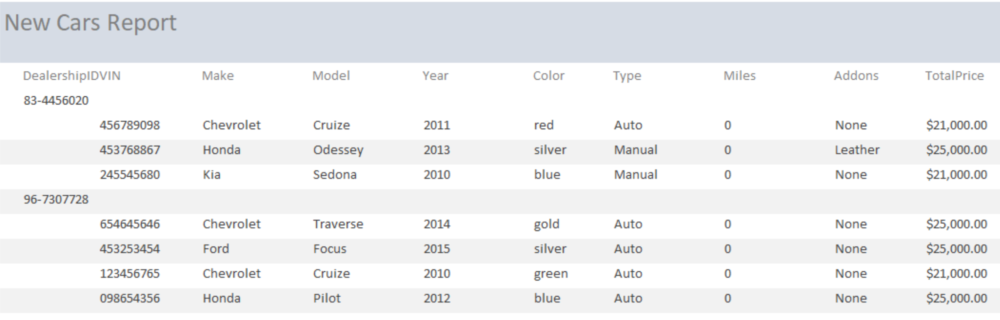 New Cars Report
DealershipIDVIN Make Model Year Color Type Miles Addons TotalPrice
83-4456020
456789098 Chevrolet Cruize 2011 red Auto 0 None $21,000.00
453768867 Honda Odessey 2013 silver Manual 0 Leather $25,000.00
245545680 Kia Sedona 2010 blue Manual 0 None $21,000.00
96-7307728
654645646 Chevrolet Traverse 2014 gold Auto 0 None $25,000.00
453253454 Ford Focus 2015 silver Auto 0 None $25,000.00
123456765 Chevrolet Cruize 2010 green Auto 0 None $21,000.00
098654356 Honda Pilot 2012 blue Auto 0 None $25,000.00